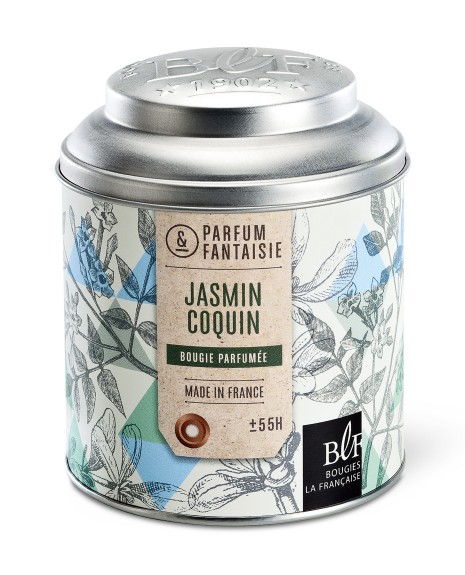 BlF
1902
&
PARFUM
FANTAISIE
JASMIN
COQUIN
BOUGIE PARFUMÉE
MADE IN FRANCE
±55H
BlF
BOUGIES
LA FRANÇAISE